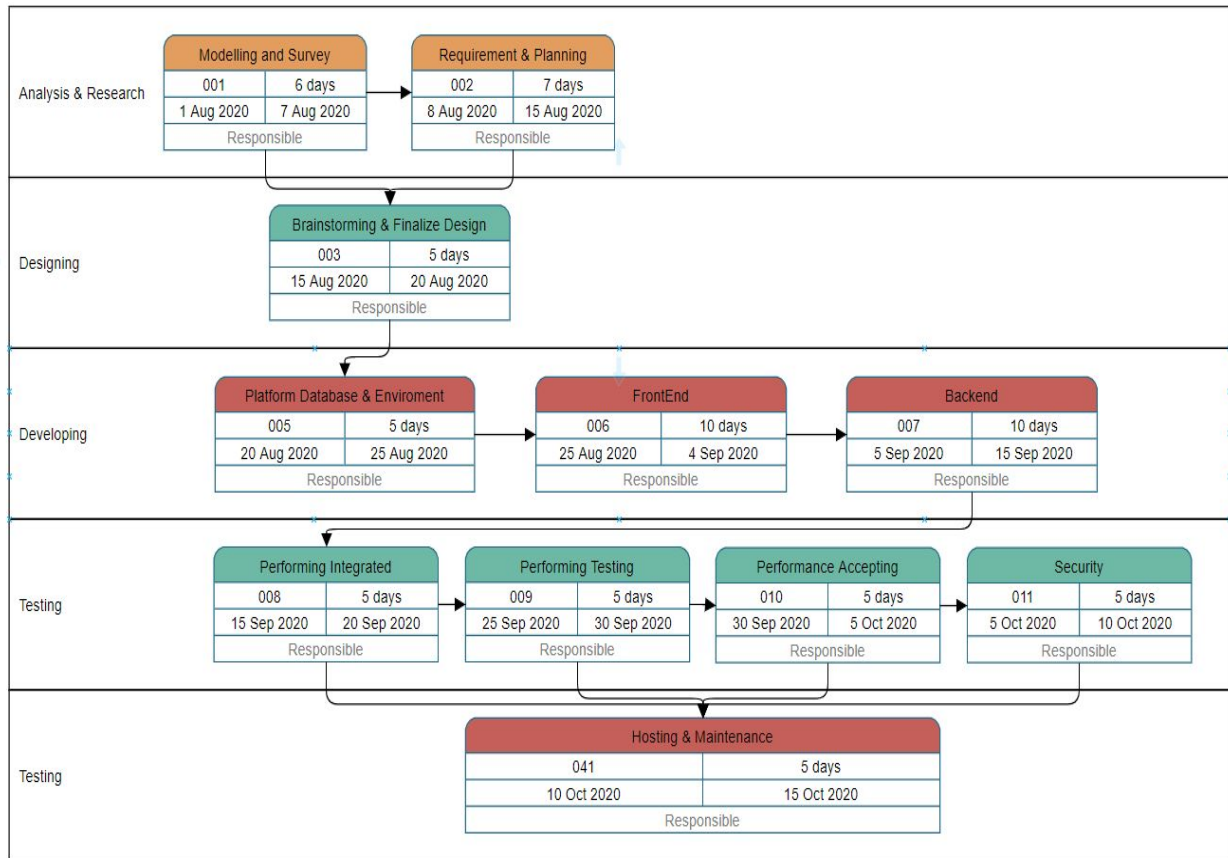 Analysis & Research
Modelling and Survey
001 6 days
1 Aug 2020 7 Aug 2020
Responsible
Requirement & Planning
002 7 days
8 Aug 2020 15 Aug 2020
Responsible
Designing
Brainstorming & Finalize Design
003 5 days
15 Aug 2020 20 Aug 2020
Responsible
Developing
Platform Database & Enviroment
005 5 days
20 Aug 2020 25 Aug 2020
Responsible
FrontEnd
006 10 days
25 Aug 2020 4 Sep 2020
Responsible
Backend
007 10 days
5 Sep 2020 15 Sep 2020
Responsible
Testing
Performing Integrated
008 5 days
15 Sep 2020 20 Sep 2020
Responsible
Performing Testing
009 5 days
25 Sep 2020 30 Sep 2020
Responsible
Performance Accepting
010 5 days
30 Sep 2020 5 Oct 2020
Responsible
Security
011 5 days
5 Oct 2020 10 Oct 2020
Responsible
Testing
Hosting & Maintenance
041 5 days
10 Oct 2020 15 Oct 2020
Responsible